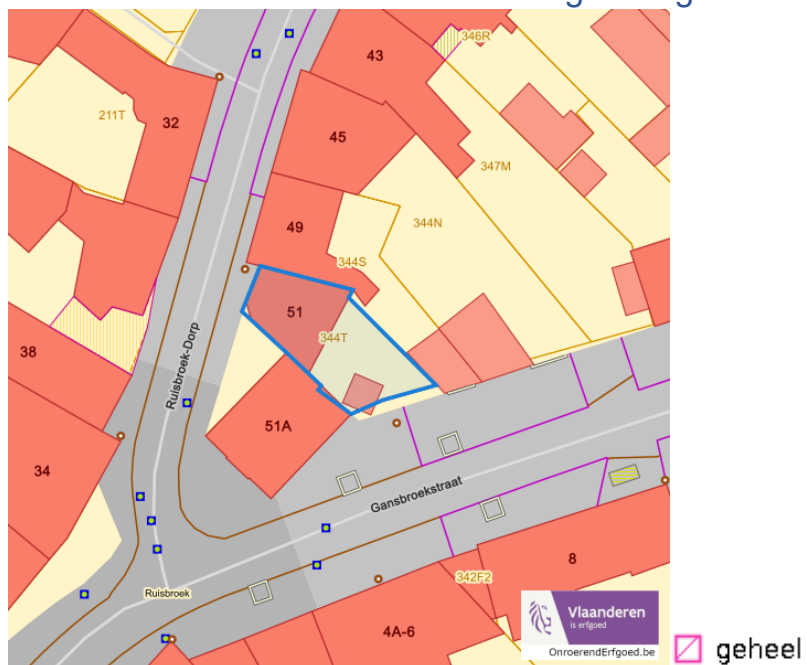 43
346R
211T
32
45
347M
344N
49
344S
51
344T
Ruisbroek-Dorp
38
51A
34
Gansbroekstraat
Ruisbroek
342F2
8
4A-6
Vlaanderen
is erfgoed
OnroerendErfgoed.be
geheel